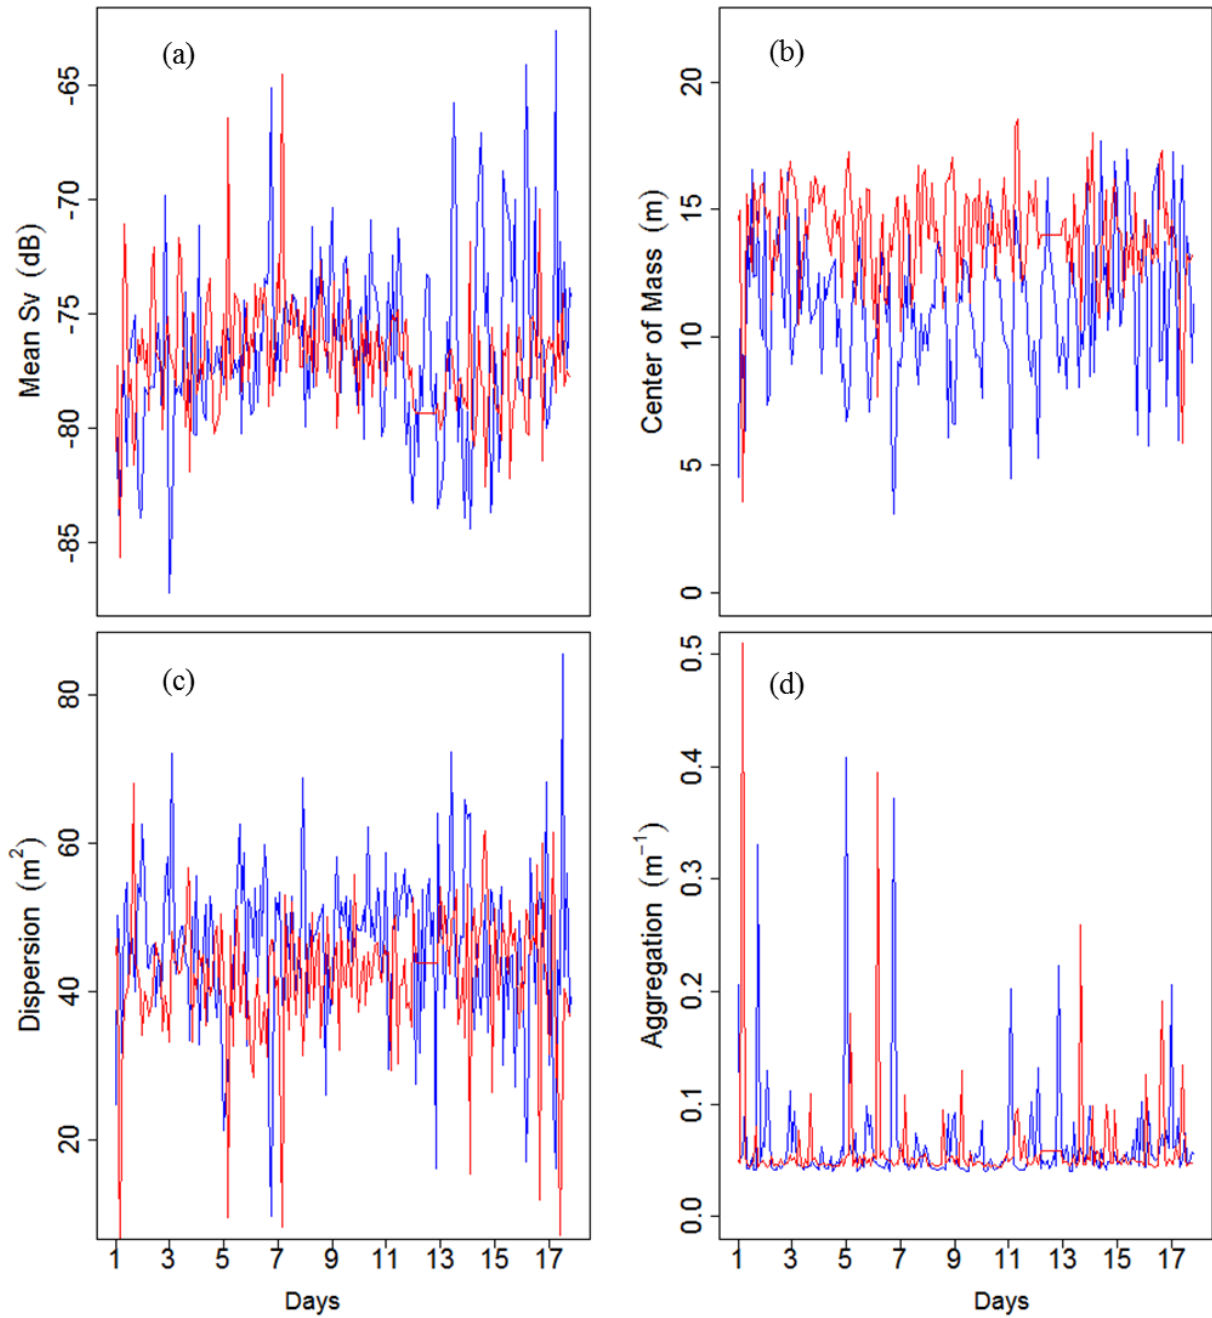 (a)
Mean Sv (dB)
-65
-70
-75
-80
-85
(b)
Center of Mass (m)
20
15
10
5
0
(c)
Dispersion (m²)
80
60
40
20
1 3 5 7 9 11 13 15 17
Days
(d)
Aggregation (m⁻¹)
0.5
0.4
0.3
0.2
0.1
0.0
1 3 5 7 9 11 13 15 17
Days